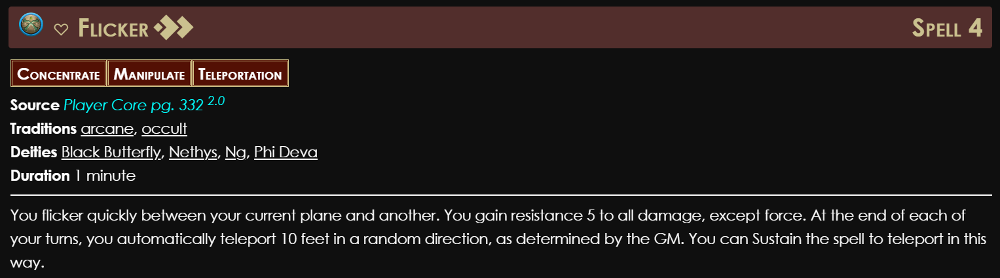 Flicker Spell 4
Concentrate Manipulate Teleportation
Source Player Core pg. 332 2.0
Traditions arcane, occult
Deities Black Butterfly, Nethys, Ng, Phi Deva
Duration 1 minute
You flicker quickly between your current plane and another. You gain resistance 5 to all damage, except force. At the end of each of
your turns, you automatically teleport 10 feet in a random direction, as determined by the GM. You can Sustain the spell to teleport in this
way.